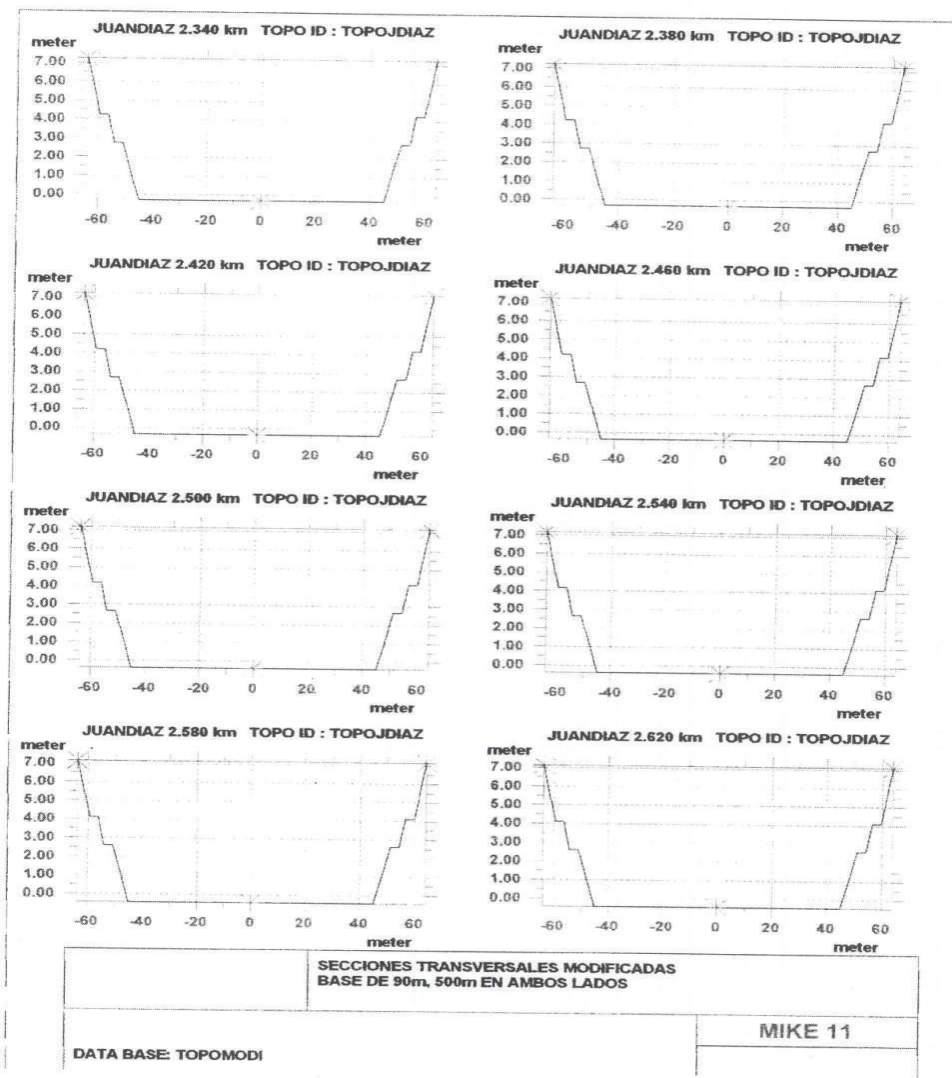 JUANDIAZ 2.340 km TOPO ID : TOPOJDIAZ
meter
7.00
6.00
5.00
4.00
3.00
2.00
1.00
0.00
-60 -40 -20 0 20 40 60
meter
JUANDIAZ 2.380 km TOPO ID : TOPOJDIAZ
meter
7.00
6.00
5.00
4.00
3.00
2.00
1.00
0.00
-60 -40 -20 0 20 40 60
meter
JUANDIAZ 2.420 km TOPO ID : TOPOJDIAZ
meter
7.00
6.00
5.00
4.00
3.00
2.00
1.00
0.00
-60 -40 -20 0 20 40 60
meter
JUANDIAZ 2.460 km TOPO ID : TOPOJDIAZ
meter
7.00
6.00
5.00
4.00
3.00
2.00
1.00
0.00
-60 -40 -20 0 20 40 60
meter
JUANDIAZ 2.500 km TOPO ID : TOPOJDIAZ
meter
7.00
6.00
5.00
4.00
3.00
2.00
1.00
0.00
-60 -40 -20 0 20 40 60
meter
JUANDIAZ 2.540 km TOPO ID : TOPOJDIAZ
meter
7.00
6.00
5.00
4.00
3.00
2.00
1.00
0.00
-60 -40 -20 0 20 40 60
meter
JUANDIAZ 2.580 km TOPO ID : TOPOJDIAZ
meter
7.00
6.00
5.00
4.00
3.00
2.00
1.00
0.00
-60 -40 -20 0 20 40 60
meter
JUANDIAZ 2.620 km TOPO ID : TOPOJDIAZ
meter
7.00
6.00
5.00
4.00
3.00
2.00
1.00
0.00
-60 -40 -20 0 20 40 60
meter
SECCIONES TRANSVERSALES MODIFICADAS
BASE DE 90m, 500m EN AMBOS LADOS
MIKE 11
DATA BASE: TOPOMODI